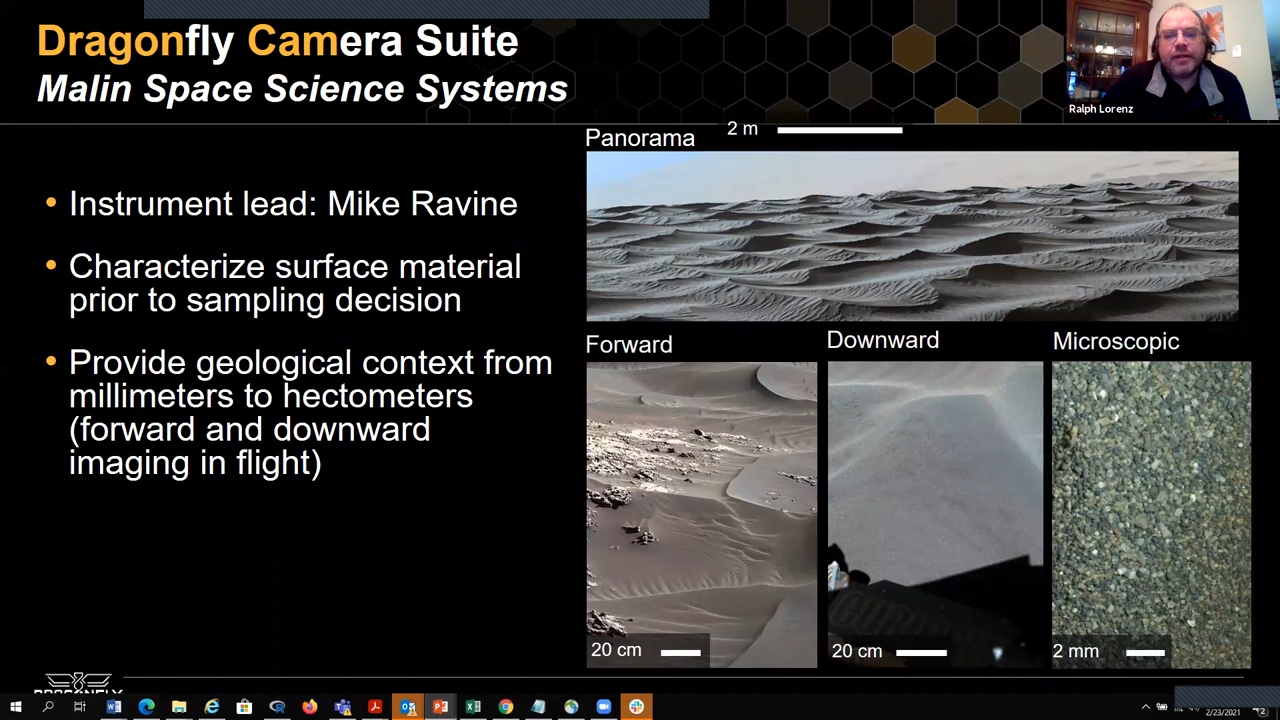 Dragonfly Camera Suite
Malin Space Science Systems
Ralph Lorenz
Panorama
2 m
• Instrument lead: Mike Ravine
• Characterize surface material
prior to sampling decision
• Provide geological context from
millimeters to hectometers
(forward and downward
imaging in flight)
Forward
Downward
Microscopic
20 cm
20 cm
2 mm
DRAGONFLY
2/23/2021